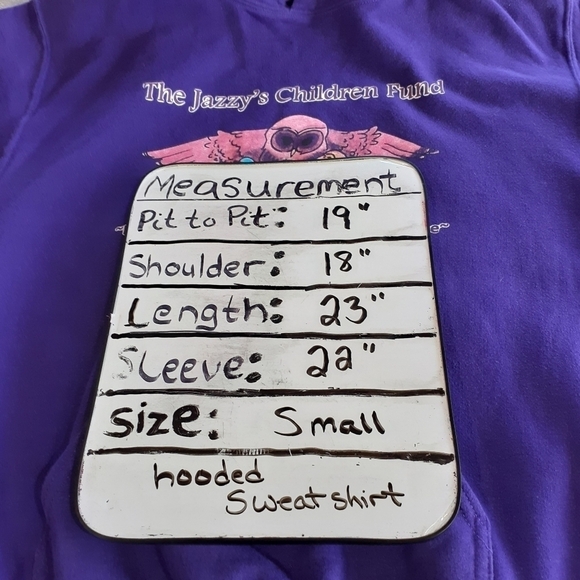 The Jazzy's Children Fund
Measurement
Pit to Pit: 19"
Shoulder: 18"
Length: 23"
Sleeve: 22"
Size: Small
hooded
Sweatshirt